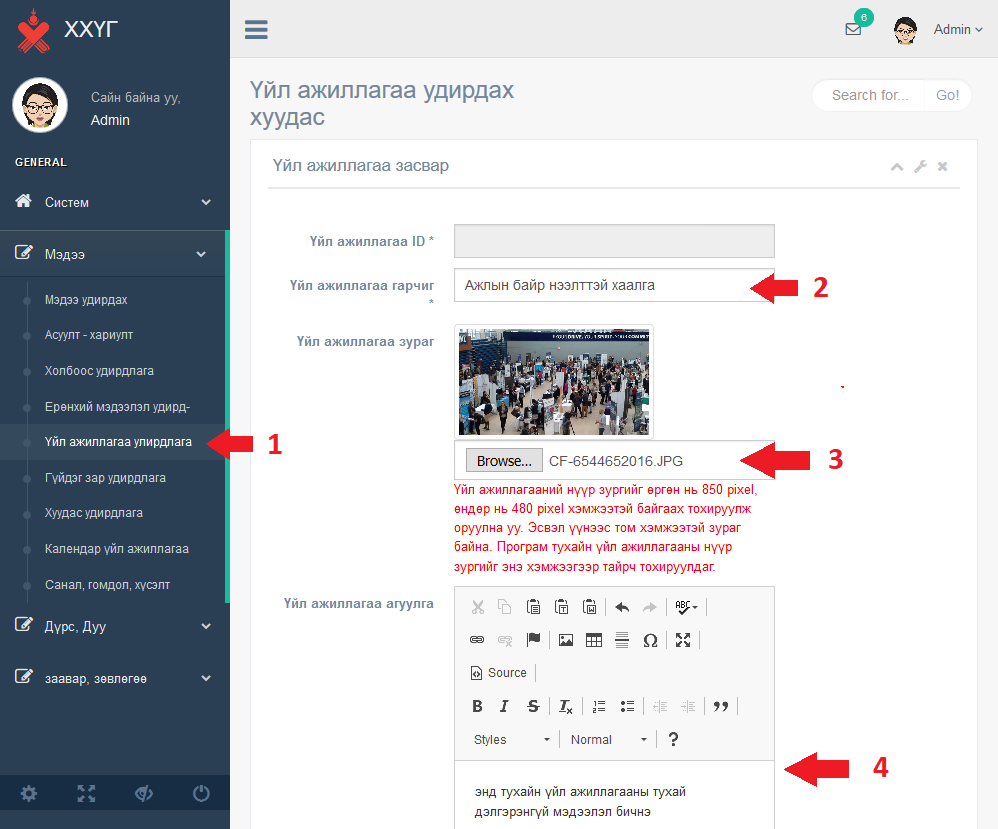 ХХҮГ
6
Admin
Сайн байна уу,
Admin
GENERAL
Систем
Мэдээ
Мэдээ удирдах
Асуулт - хариулт
Холбоос удирдлага
Ерөнхий мэдээлэл удирд-
Үйл ажиллагаа улирдлага
Гүйдэг зар удирдлага
Хуудас удирдлага
Календар үйл ажиллагаа
Санал, гомдол, хүсэлт
Дүрс, Дуу
заавар, зөвлөгөө
Үйл ажиллагаа удирдах
хуудас
Search for...
Go!
Үйл ажиллагаа засвар
Үйл ажиллагаа ID *
Үйл ажиллагаа гарчиг
*
Ажлын байр нээлттэй хаалга
2
Үйл ажиллагаа зураг
1
Browse...
CF-6544652016.JPG
3
Үйл ажиллагааний нүүр зургийг өргөн нь 850 pixel,
өндөр нь 480 pixel хэмжээтэй байгаах тохируулж
оруулна уу. Эсвэл үүнээс том хэмжээтэй зураг
байна. Програм тухайн үйл ажиллагааны нүүр
зургийг энэ хэмжээгээр тайрч тохируулдаг.
Үйл ажиллагаа агуулга
ABC
Source
B I S Ix
Styles
Normal
?
4
энд тухайн үйл ажиллагааны тухай
дэлгэрэнгүй мэдээлэл бичнэ